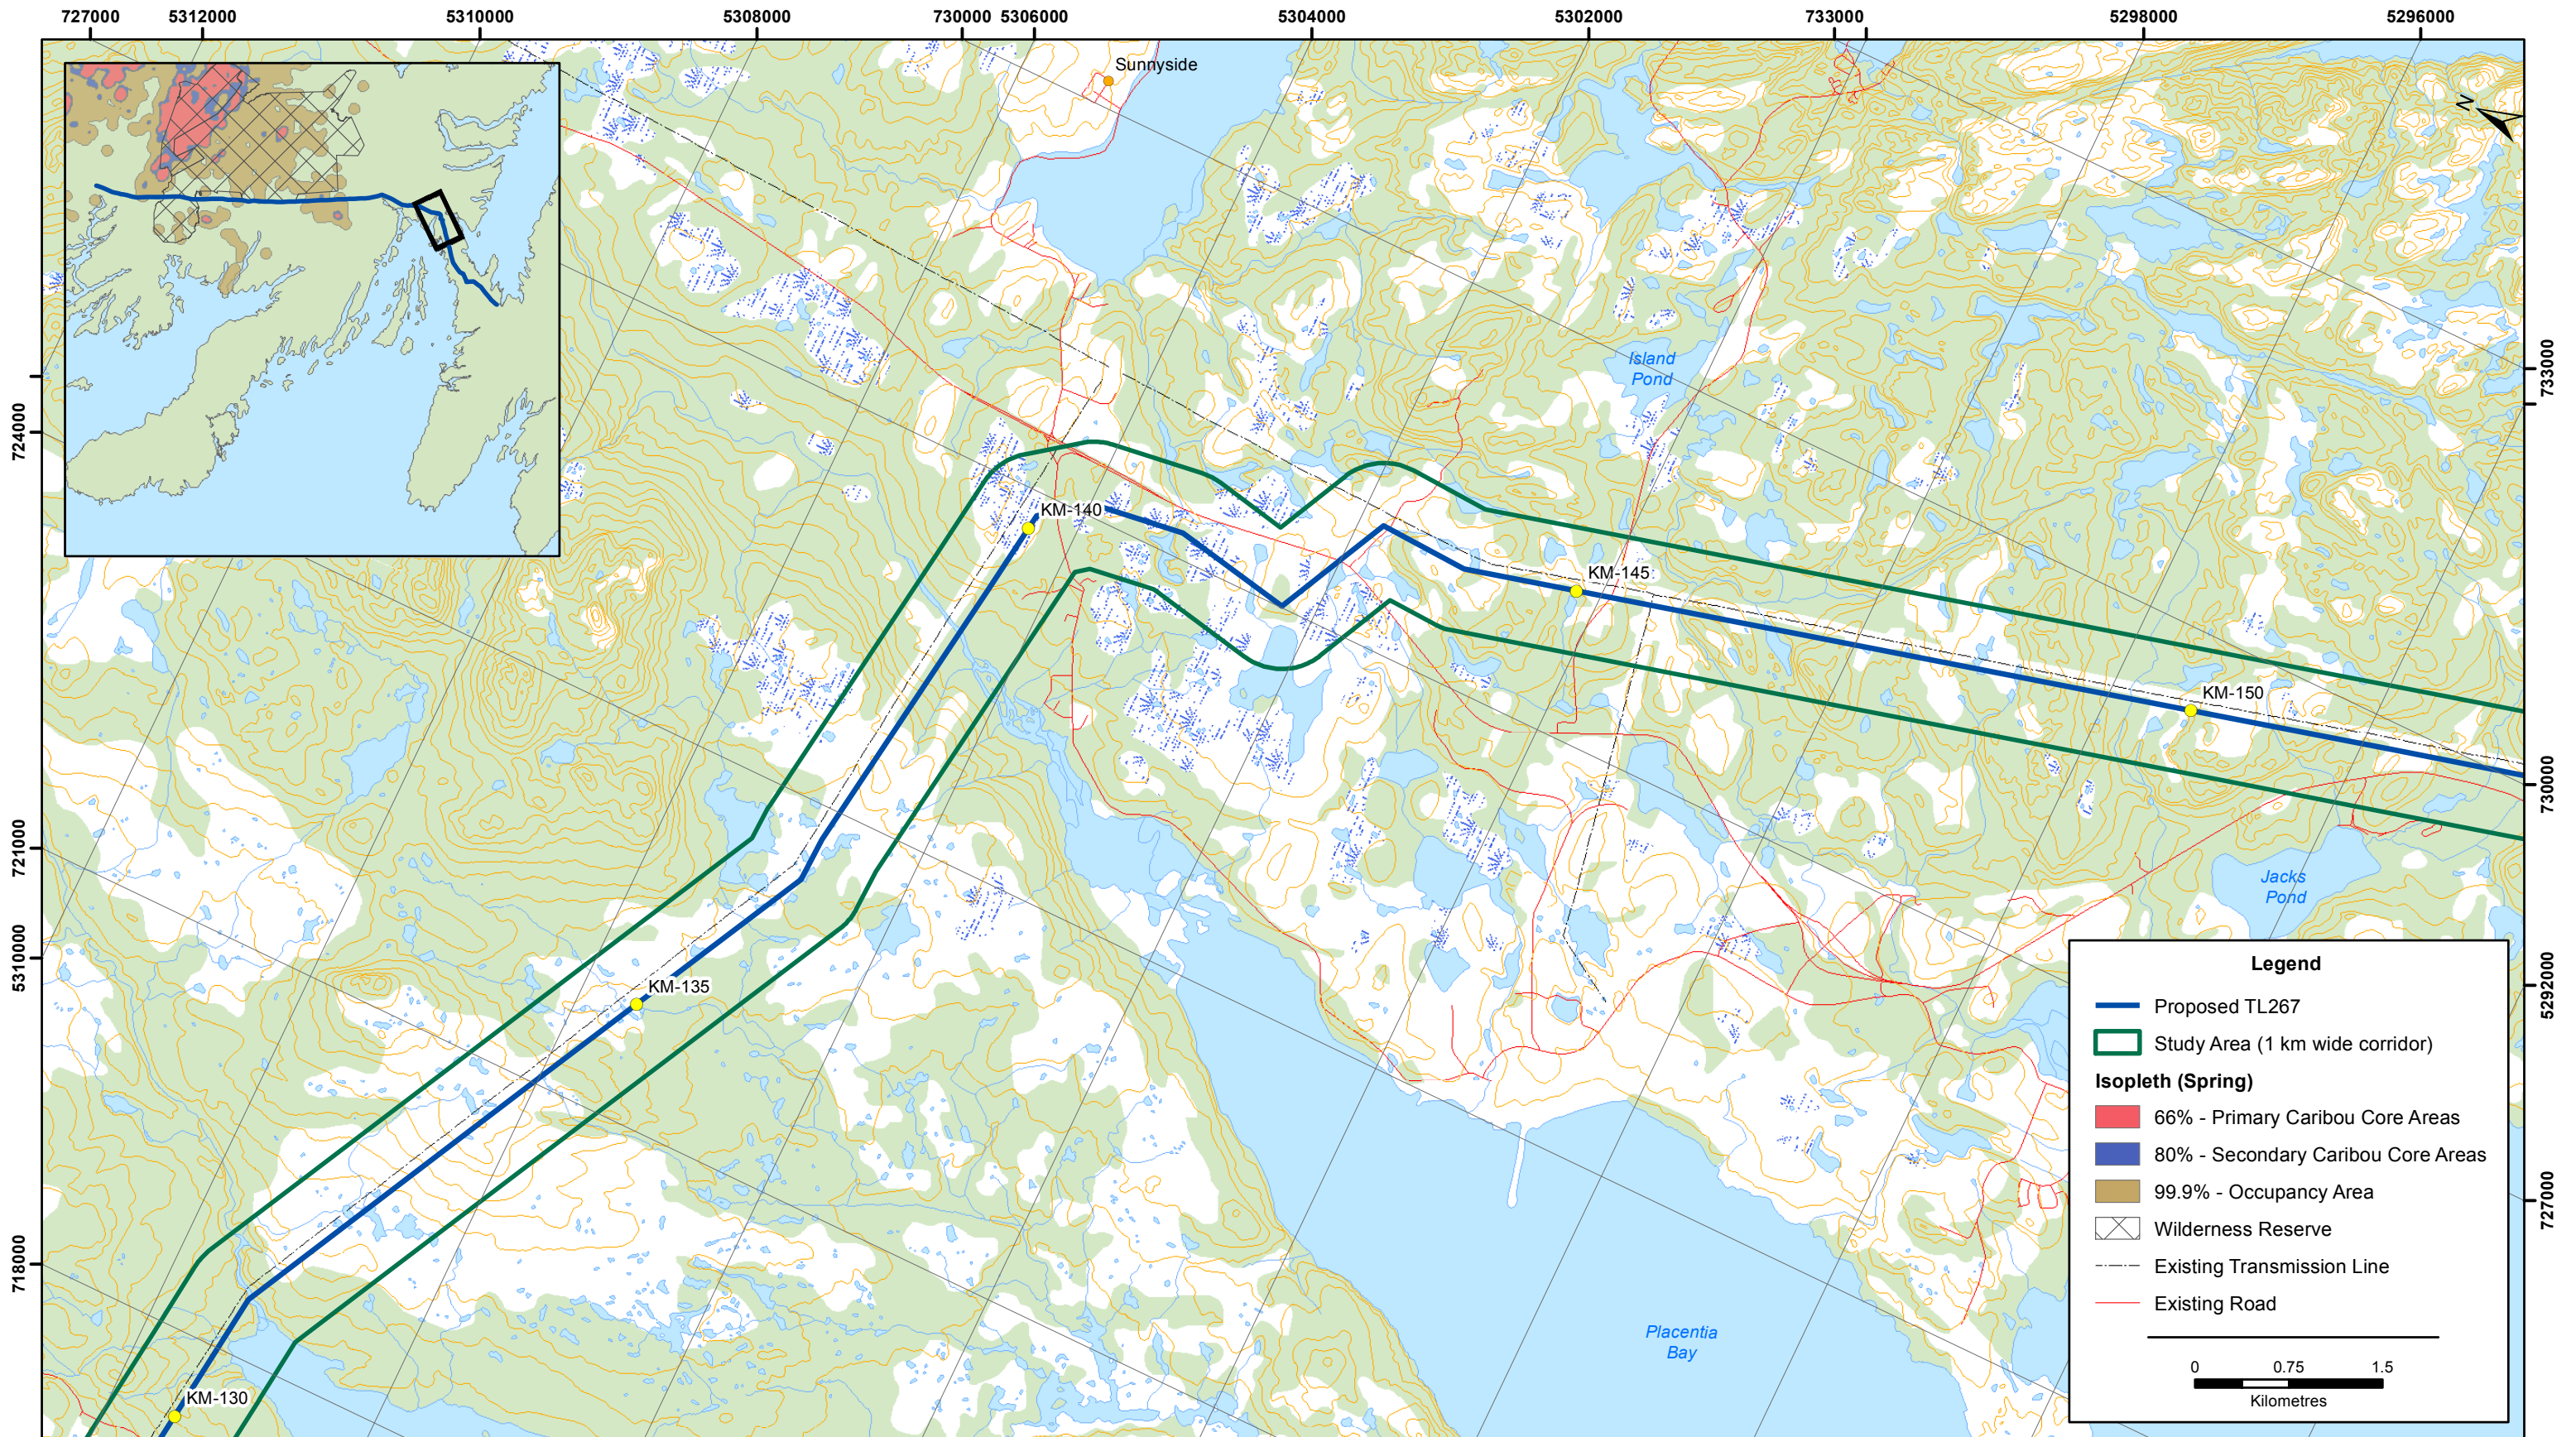 727000 5312000 5310000 5308000 730000 5306000 5304000 5302000 733000 5298000 5296000
Sunnyside
N
Island
Pond
733000
724000
KM-140
KM-145
KM-150
730000
721000
Jacks
Pond
5310000
KM-135
5292000
Legend
Proposed TL267
Study Area (1 km wide corridor)
Isopleth (Spring)
66% - Primary Caribou Core Areas
80% - Secondary Caribou Core Areas
99.9% - Occupancy Area
Wilderness Reserve
Existing Transmission Line
Existing Road
0 0.75 1.5
Kilometres
727000
718000
Placentia
Bay
KM-130